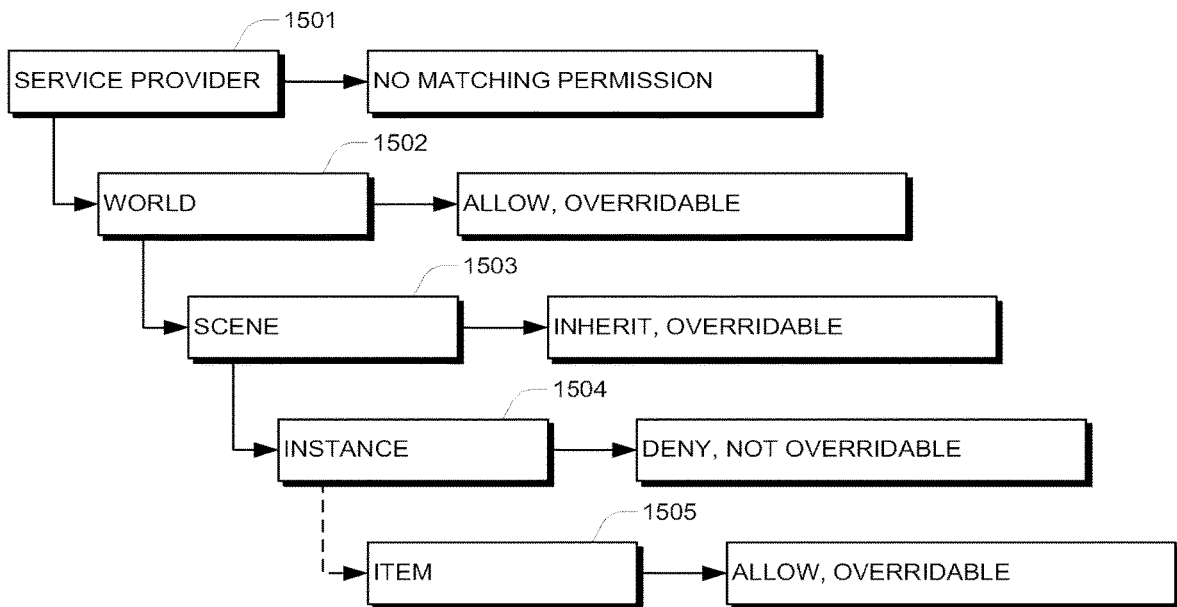 1501
SERVICE PROVIDER
NO MATCHING PERMISSION
1502
WORLD
ALLOW, OVERRIDABLE
1503
SCENE
INHERIT, OVERRIDABLE
1504
INSTANCE
DENY, NOT OVERRIDABLE
1505
ITEM
ALLOW, OVERRIDABLE